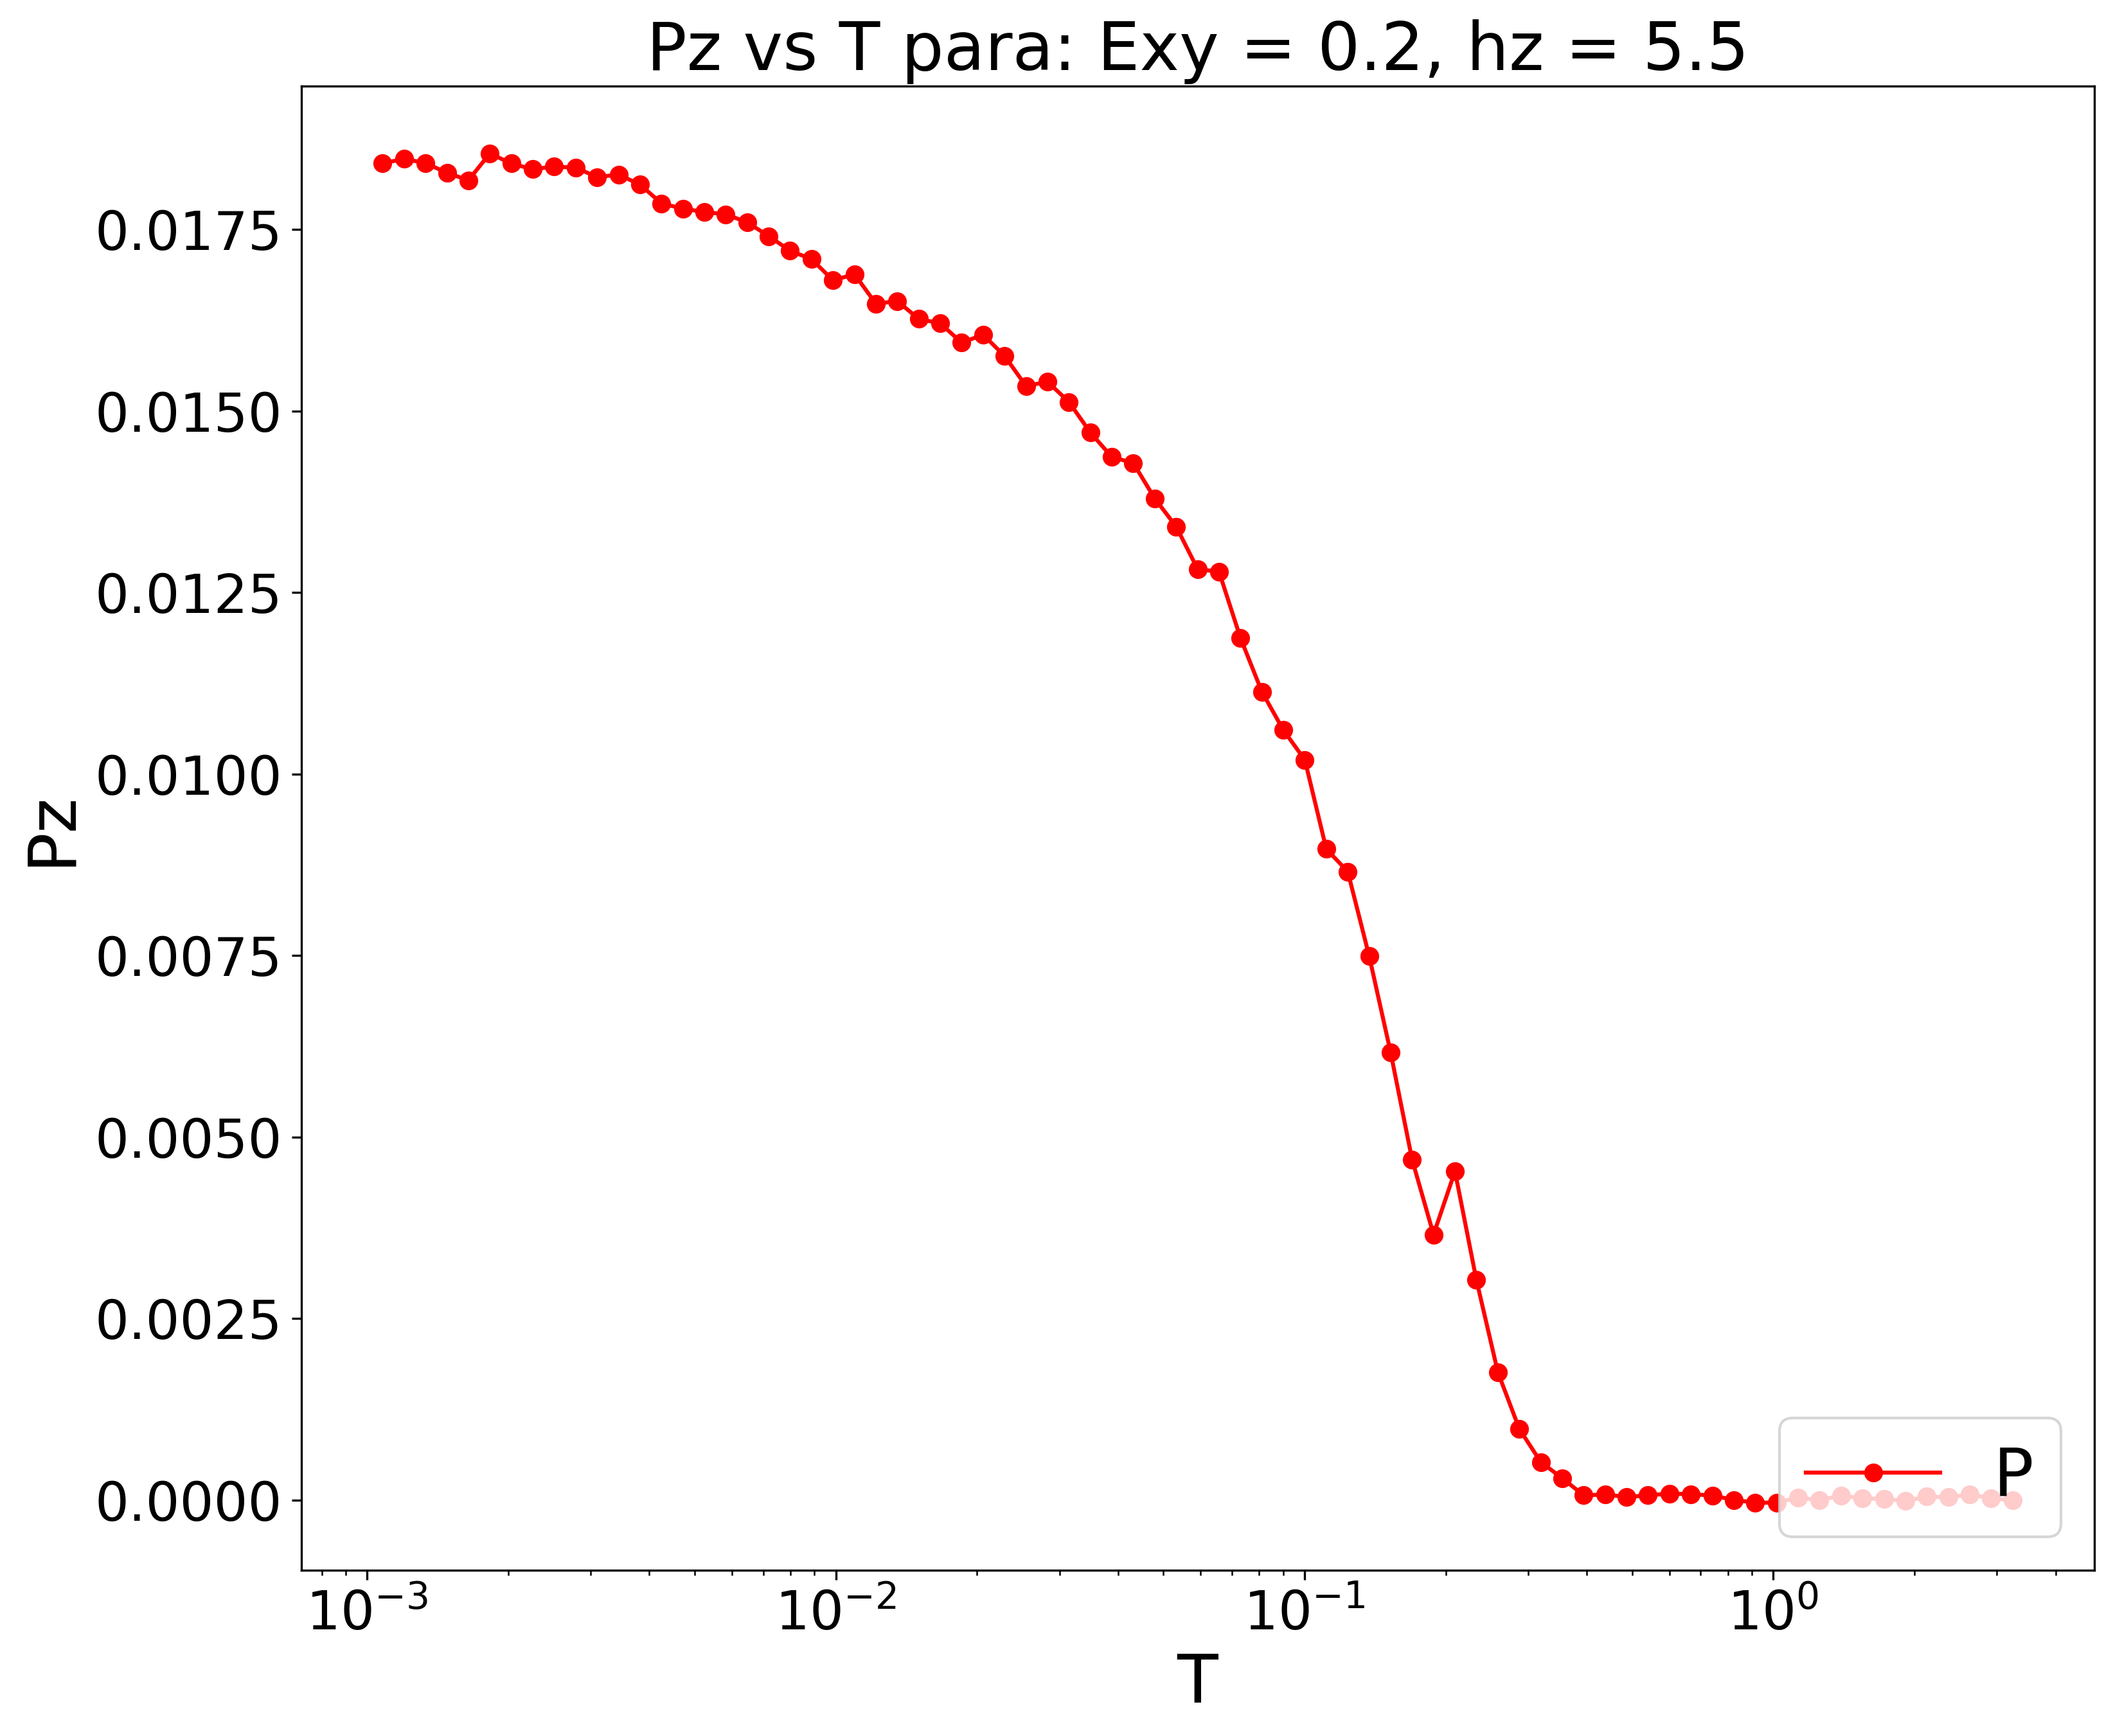 Pz vs T para: Exy = 0.2, hz = 5.5
Pz
0.0175
0.0150
0.0125
0.0100
0.0075
0.0050
0.0025
0.0000
P
10⁻³ 10⁻² 10⁻¹ 10⁰
T